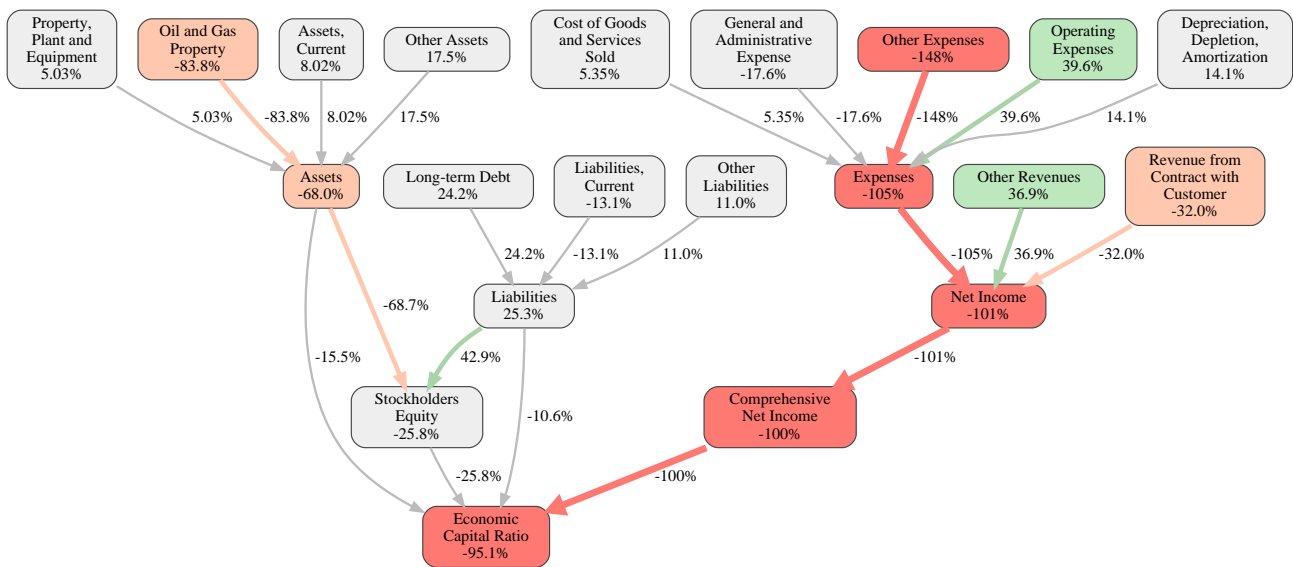 Property,
Plant and
Equipment
5.03%
Oil and Gas
Property
-83.8%
Assets,
Current
8.02%
Other Assets
17.5%
Cost of Goods
and Services
Sold
5.35%
General and
Administrative
Expense
-17.6%
Other Expenses
-148%
Operating
Expenses
39.6%
Depreciation,
Depletion,
Amortization
14.1%
5.03%
-83.8%
8.02%
17.5%
5.35%
-17.6%
-148%
39.6%
14.1%
Assets
-68.0%
Long-term Debt
24.2%
Liabilities,
Current
-13.1%
Other
Liabilities
11.0%
Expenses
-105%
Other Revenues
36.9%
Revenue from
Contract with
Customer
-32.0%
24.2%
-13.1%
11.0%
-105%
36.9%
-32.0%
Liabilities
25.3%
Net Income
-101%
-68.7%
-15.5%
42.9%
-10.6%
-101%
Stockholders
Equity
-25.8%
Comprehensive
Net Income
-100%
-25.8%
-100%
Economic
Capital Ratio
-95.1%